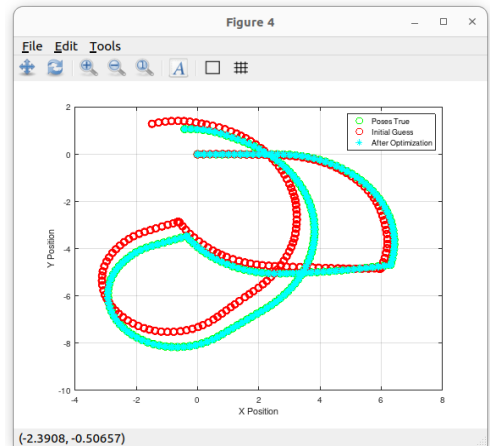 Figure 4
File Edit Tools
A
Poses True
Initial Guess
After Optimization
2
0
-2
-4
-6
-8
-10
Y Position
-4 -2 0 2 4 6 8
X Position
(-2.3908, -0.50657)